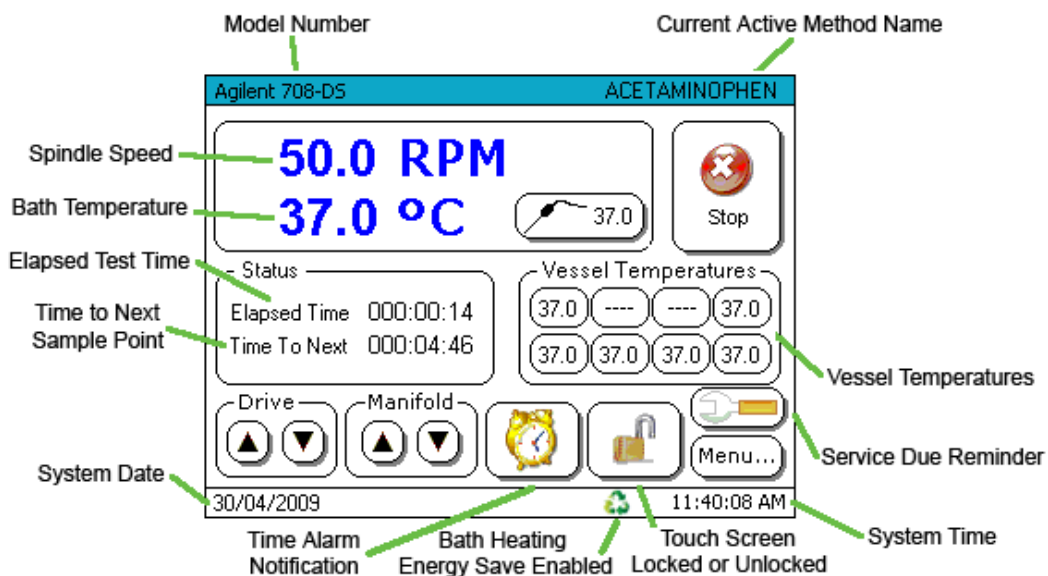 Model Number
Current Active Method Name
Agilent 708-DS ACETAMINOPHEN
Spindle Speed
50.0 RPM
Bath Temperature
37.0 ºC
37.0
Stop
Elapsed Test Time
Status
Elapsed Time 000:00:14
Time to Next
Sample Point
Time To Next 000:04:46
Vessel Temperatures
37.0 ---- ---- 37.0
37.0 37.0 37.0 37.0
Vessel Temperatures
Drive
Manifold
Menu...
Service Due Reminder
System Date
30/04/2009
11:40:08 AM
System Time
Time Alarm
Notification
Bath Heating
Energy Save Enabled
Touch Screen
Locked or Unlocked